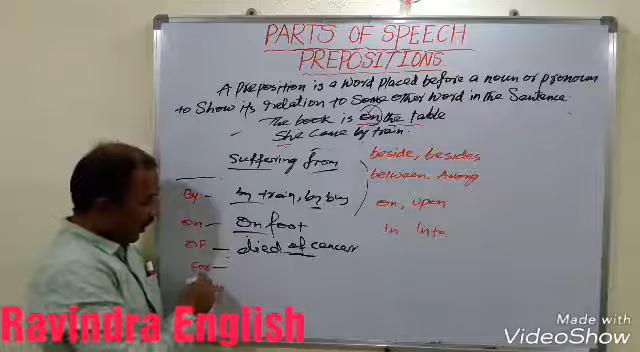 PARTS OF SPEECH
PREPOSITIONS
A Preposition is a word placed before a noun or pronoun
to Show its relation to Some other word in the Sentence.
The book is on the table
She Came by train.
Suffering from
By - by train, by bus
on - On foot
OF - died of cancer
For -
beside, besides
between. Among
on, upon
In Into
Ravindra English
Made with
VideoShow